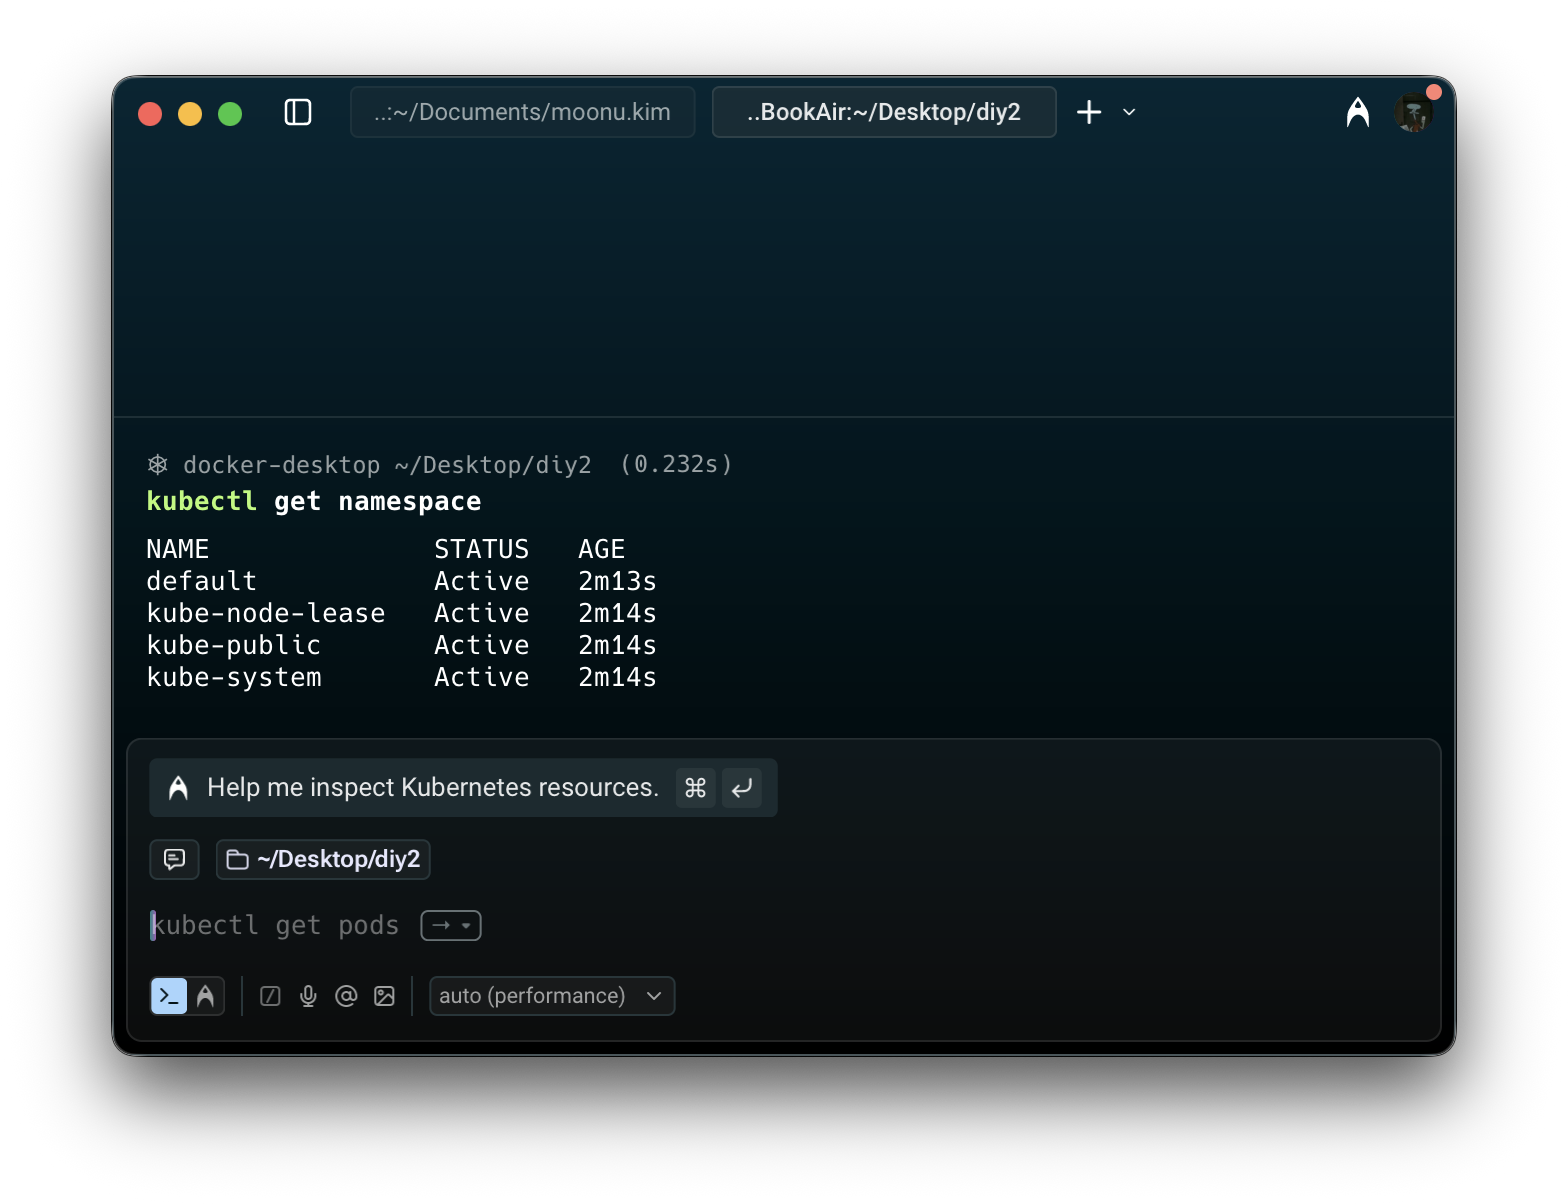 ..:~/Documents/moonu.kim
..BookAir:~/Desktop/diy2
docker-desktop ~/Desktop/diy2 (0.232s)
kubectl get namespace
NAME STATUS AGE
default Active 2m13s
kube-node-lease Active 2m14s
kube-public Active 2m14s
kube-system Active 2m14s
Help me inspect Kubernetes resources. ⌘ ↵
~/Desktop/diy2
kubectl get pods →
auto (performance)